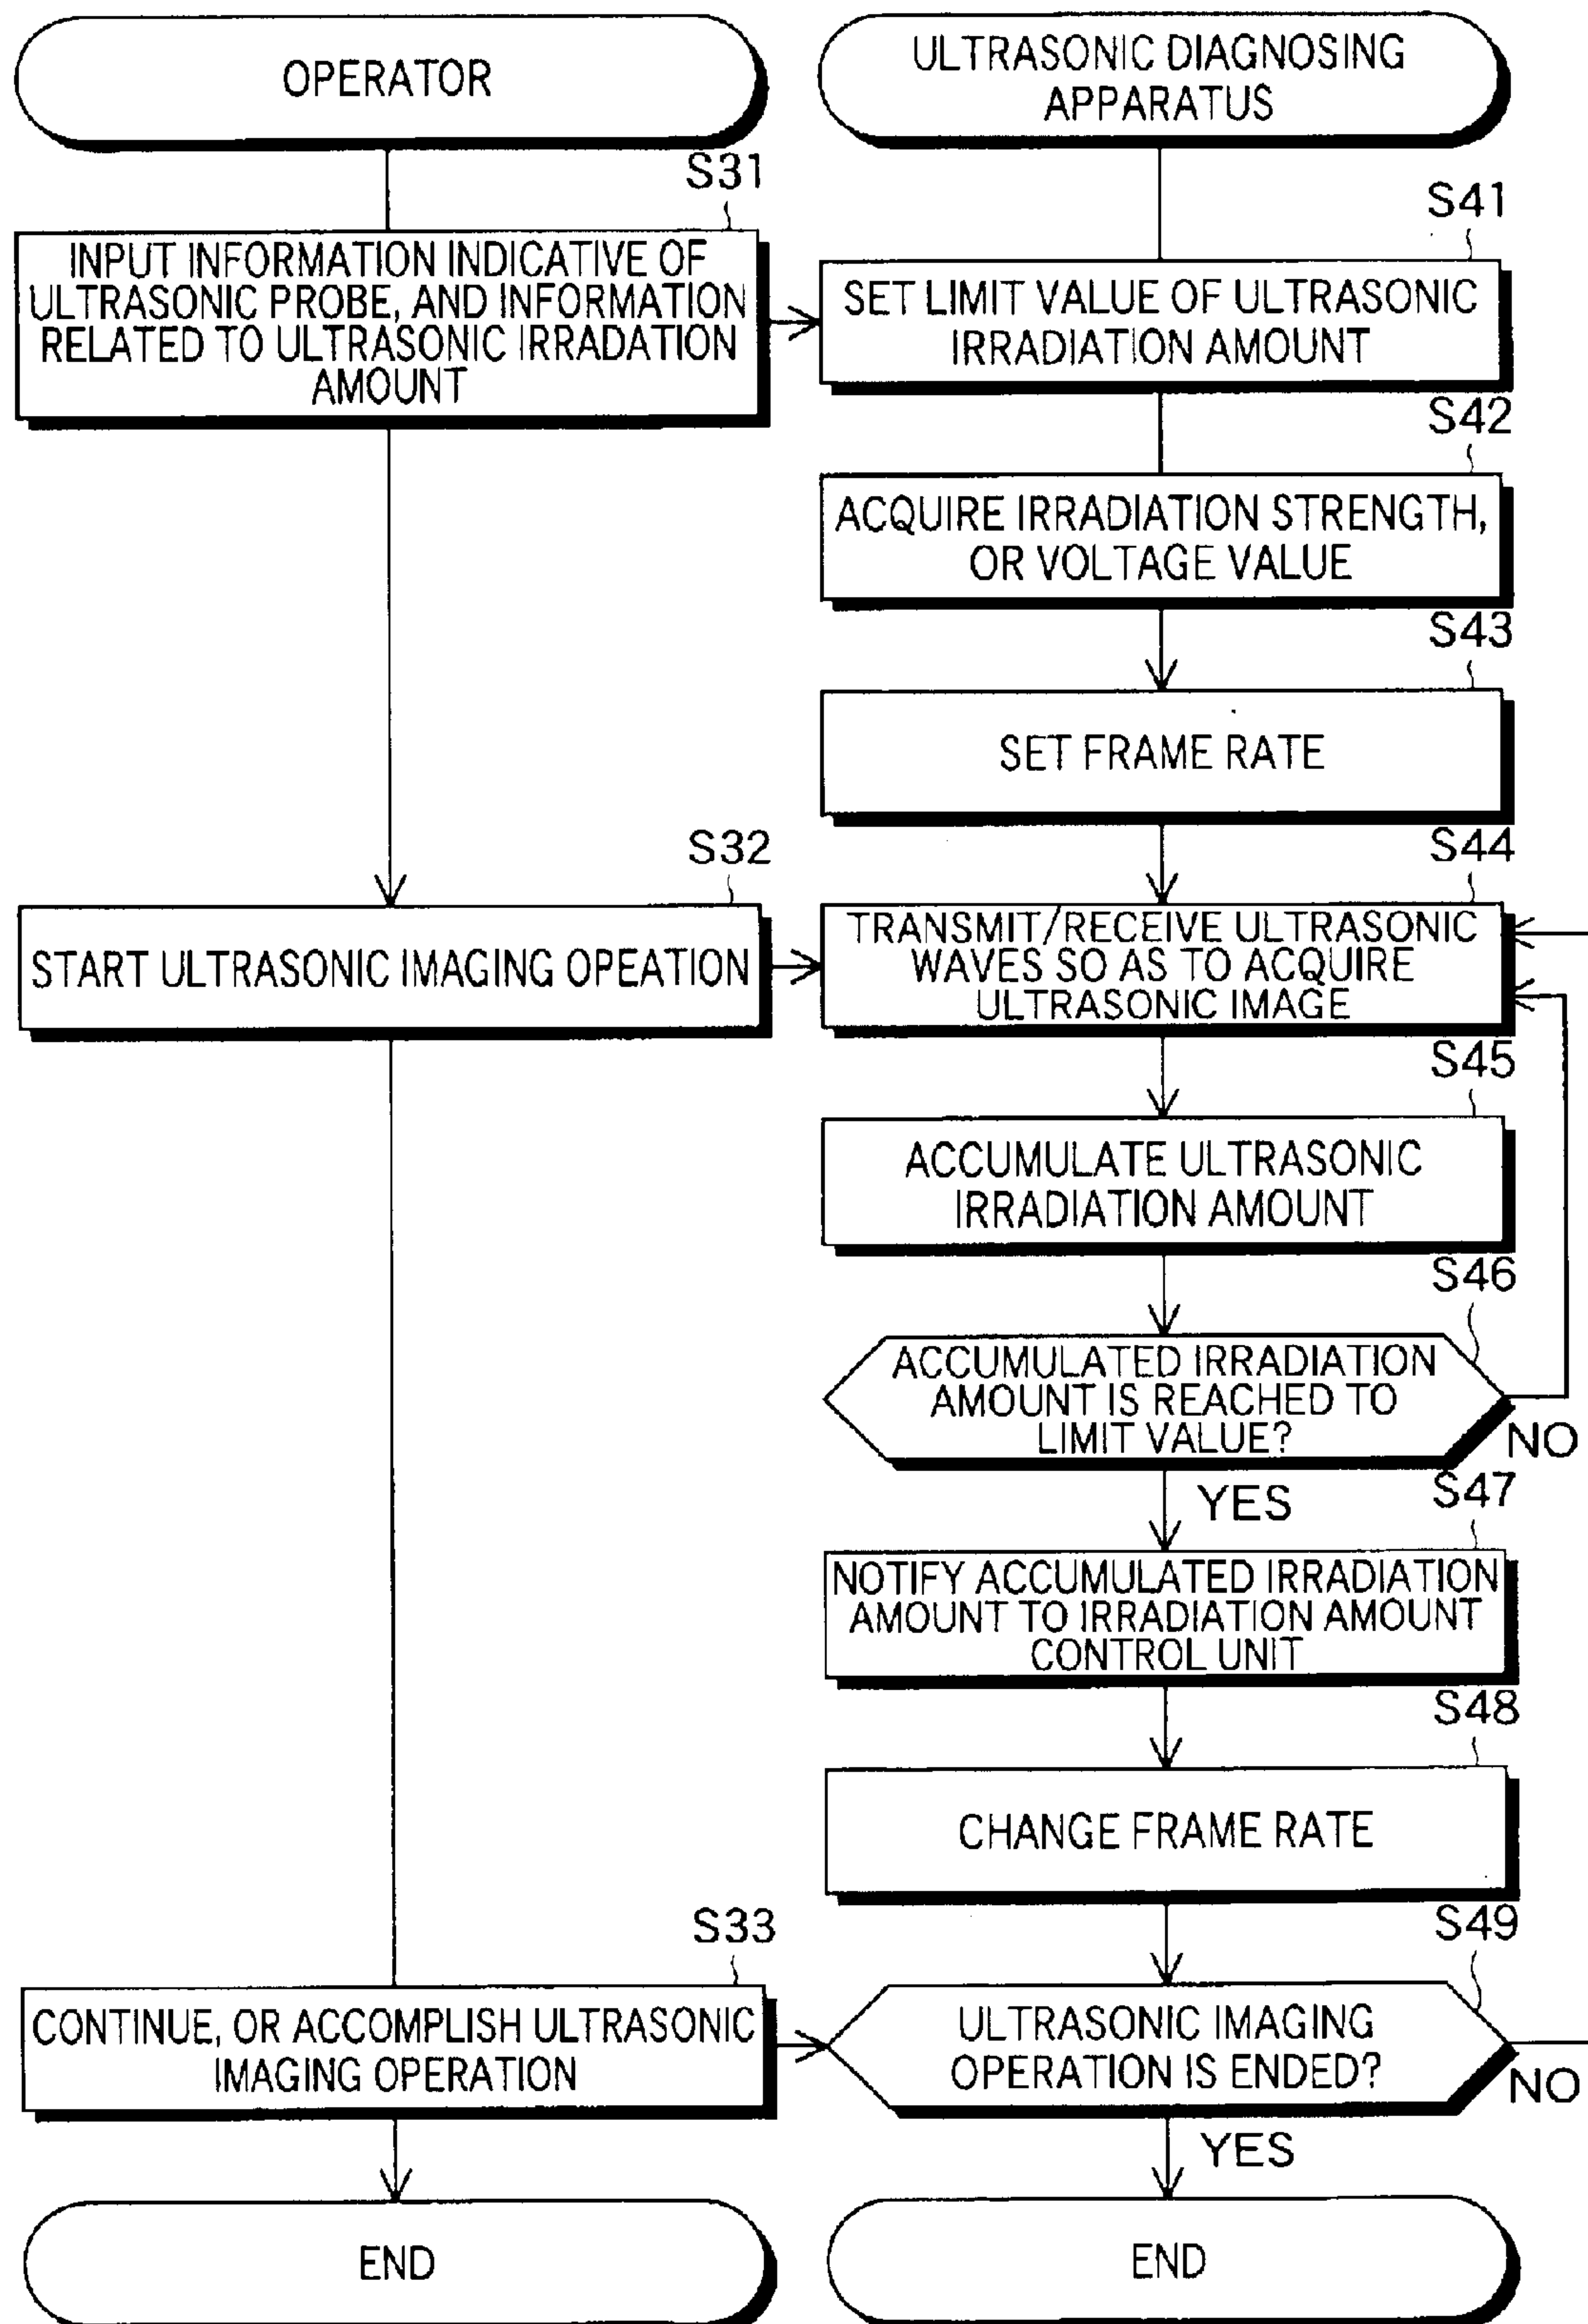 OPERATOR
ULTRASONIC DIAGNOSING
APPARATUS
S31
INPUT INFORMATION INDICATIVE OF
ULTRASONIC PROBE, AND INFORMATION
RELATED TO ULTRASONIC IRRADATION
AMOUNT
S41
SET LIMIT VALUE OF ULTRASONIC
IRRADIATION AMOUNT
S42
ACQUIRE IRRADIATION STRENGTH,
OR VOLTAGE VALUE
S43
SET FRAME RATE
S32
START ULTRASONIC IMAGING OPEATION
S44
TRANSMIT/RECEIVE ULTRASONIC
WAVES SO AS TO ACQUIRE
ULTRASONIC IMAGE
S45
ACCUMULATE ULTRASONIC
IRRADIATION AMOUNT
S46
ACCUMULATED IRRADIATION
AMOUNT IS REACHED TO
LIMIT VALUE?
NO
YES
S47
NOTIFY ACCUMULATED IRRADIATION
AMOUNT TO IRRADIATION AMOUNT
CONTROL UNIT
S48
CHANGE FRAME RATE
S33
CONTINUE, OR ACCOMPLISH ULTRASONIC
IMAGING OPERATION
S49
ULTRASONIC IMAGING
OPERATION IS ENDED?
NO
YES
END
END